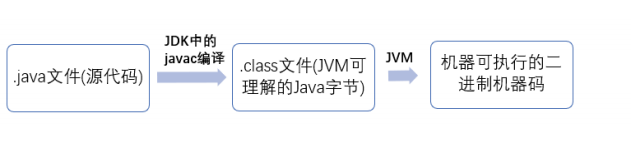 .java文件(源代码)
JDK中的
javac编译
.class文件(JVM可
理解的Java字节)
JVM
机器可执行的二
进制机器码